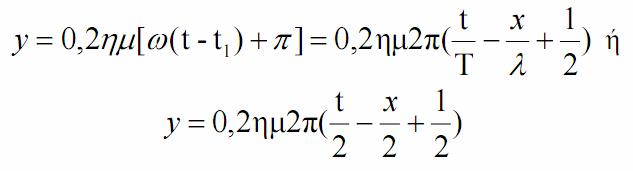 y = 0,2ημ[ω(t - t₁) + π] = 0,2ημ2π(t/T − x/λ + 1/2) ή
y = 0,2ημ2π(t/2 − x/2 + 1/2)